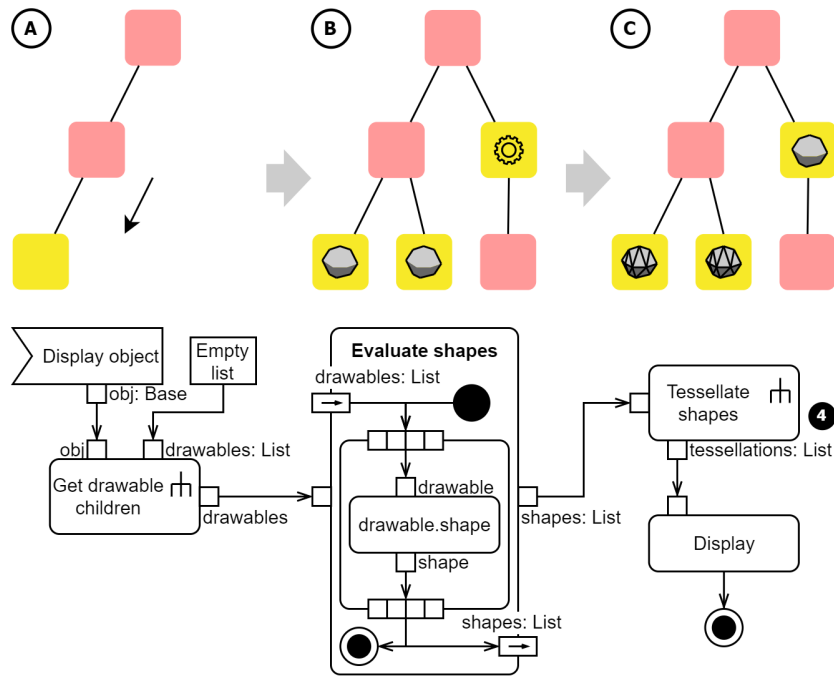 A
B
C
Display object
Empty
list
obj: Base
obj
drawables: List
Get drawable
children
drawables
Evaluate shapes
drawables: List
drawable
drawable.shape
shape
shapes: List
shapes: List
Tessellate
shapes
4
tessellations: List
Display